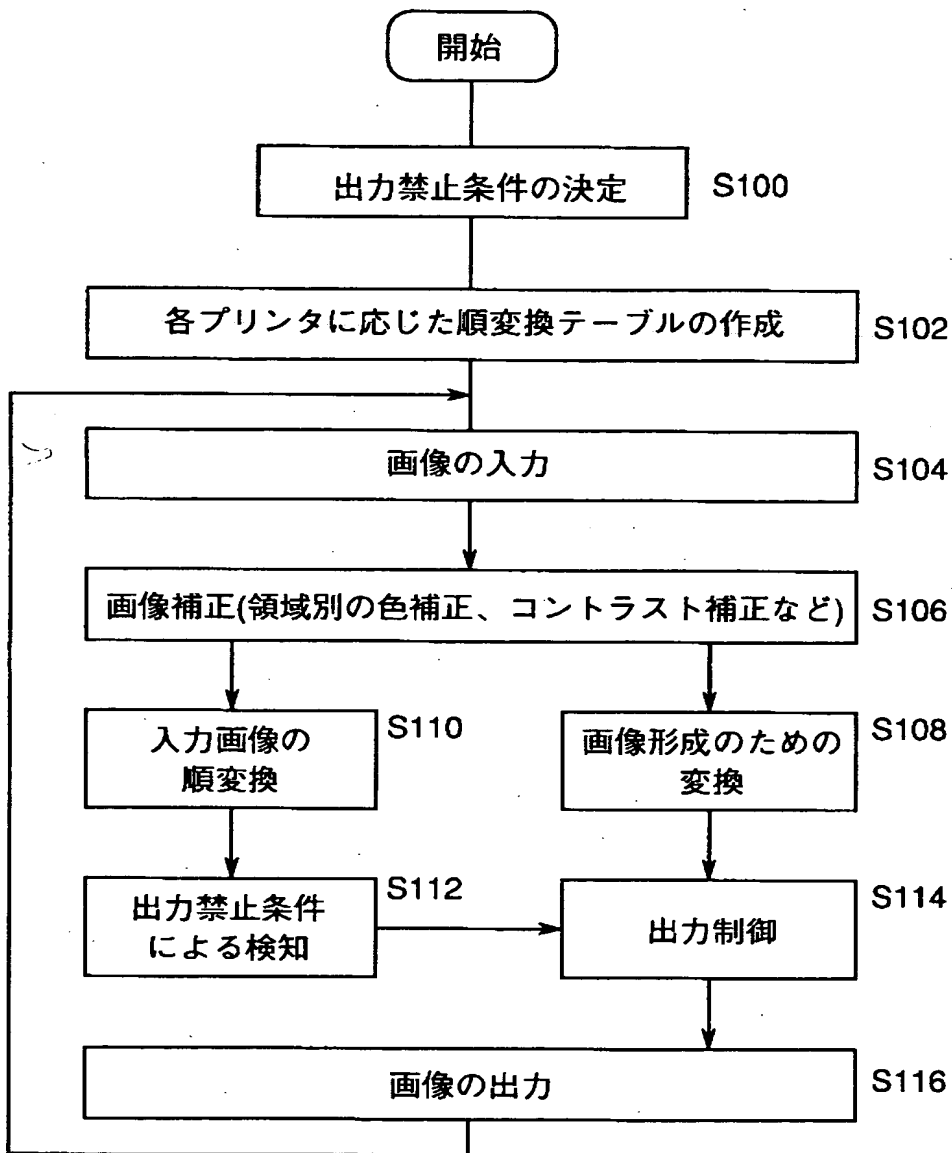 開始
出力禁止条件の決定 S100
各プリンタに応じた順変換テーブルの作成 S102
画像の入力 S104
画像補正(領域別の色補正、コントラスト補正など) S106
入力画像の
順変換
S110
画像形成のための
変換
S108
出力禁止条件
による検知
S112
出力制御
S114
画像の出力 S116